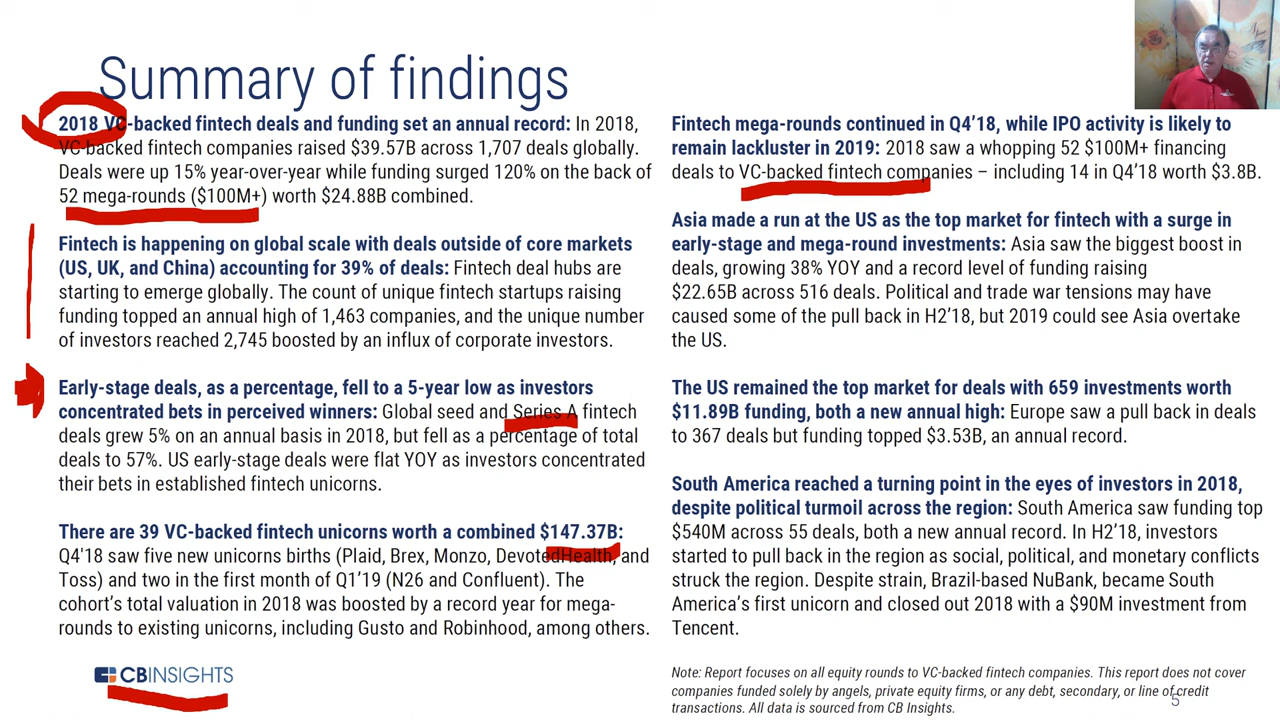 Summary of findings
2018 VC-backed fintech deals and funding set an annual record: In 2018,
VC-backed fintech companies raised $39.57B across 1,707 deals globally.
Deals were up 15% year-over-year while funding surged 120% on the back of
52 mega-rounds ($100M+) worth $24.88B combined.
Fintech is happening on global scale with deals outside of core markets
(US, UK, and China) accounting for 39% of deals: Fintech deal hubs are
starting to emerge globally. The count of unique fintech startups raising
funding topped an annual high of 1,463 companies, and the unique number
of investors reached 2,745 boosted by an influx of corporate investors.
Early-stage deals, as a percentage, fell to a 5-year low as investors
concentrated bets in perceived winners: Global seed and Series A fintech
deals grew 5% on an annual basis in 2018, but fell as a percentage of total
deals to 57%. US early-stage deals were flat YOY as investors concentrated
their bets in established fintech unicorns.
There are 39 VC-backed fintech unicorns worth a combined $147.37B:
Q4'18 saw five new unicorns births (Plaid, Brex, Monzo, DevotedHealth, and
Toss) and two in the first month of Q1'19 (N26 and Confluent). The
cohort's total valuation in 2018 was boosted by a record year for mega-
rounds to existing unicorns, including Gusto and Robinhood, among others.
CBINSIGHTS
Fintech mega-rounds continued in Q4'18, while IPO activity is likely to
remain lackluster in 2019: 2018 saw a whopping 52 $100M+ financing
deals to VC-backed fintech companies – including 14 in Q4'18 worth $3.8B.
Asia made a run at the US as the top market for fintech with a surge in
early-stage and mega-round investments: Asia saw the biggest boost in
deals, growing 38% YOY and a record level of funding raising
$22.65B across 516 deals. Political and trade war tensions may have
caused some of the pull back in H2'18, but 2019 could see Asia overtake
the US.
The US remained the top market for deals with 659 investments worth
$11.89B funding, both a new annual high: Europe saw a pull back in deals
to 367 deals but funding topped $3.53B, an annual record.
South America reached a turning point in the eyes of investors in 2018,
despite political turmoil across the region: South America saw funding top
$540M across 55 deals, both a new annual record. In H2'18, investors
started to pull back in the region as social, political, and monetary conflicts
struck the region. Despite strain, Brazil-based NuBank, became South
America's first unicorn and closed out 2018 with a $90M investment from
Tencent.
Note: Report focuses on all equity rounds to VC-backed fintech companies. This report does not cover
companies funded solely by angels, private equity firms, or any debt, secondary, or line of credit
transactions. All data is sourced from CB Insights.
5